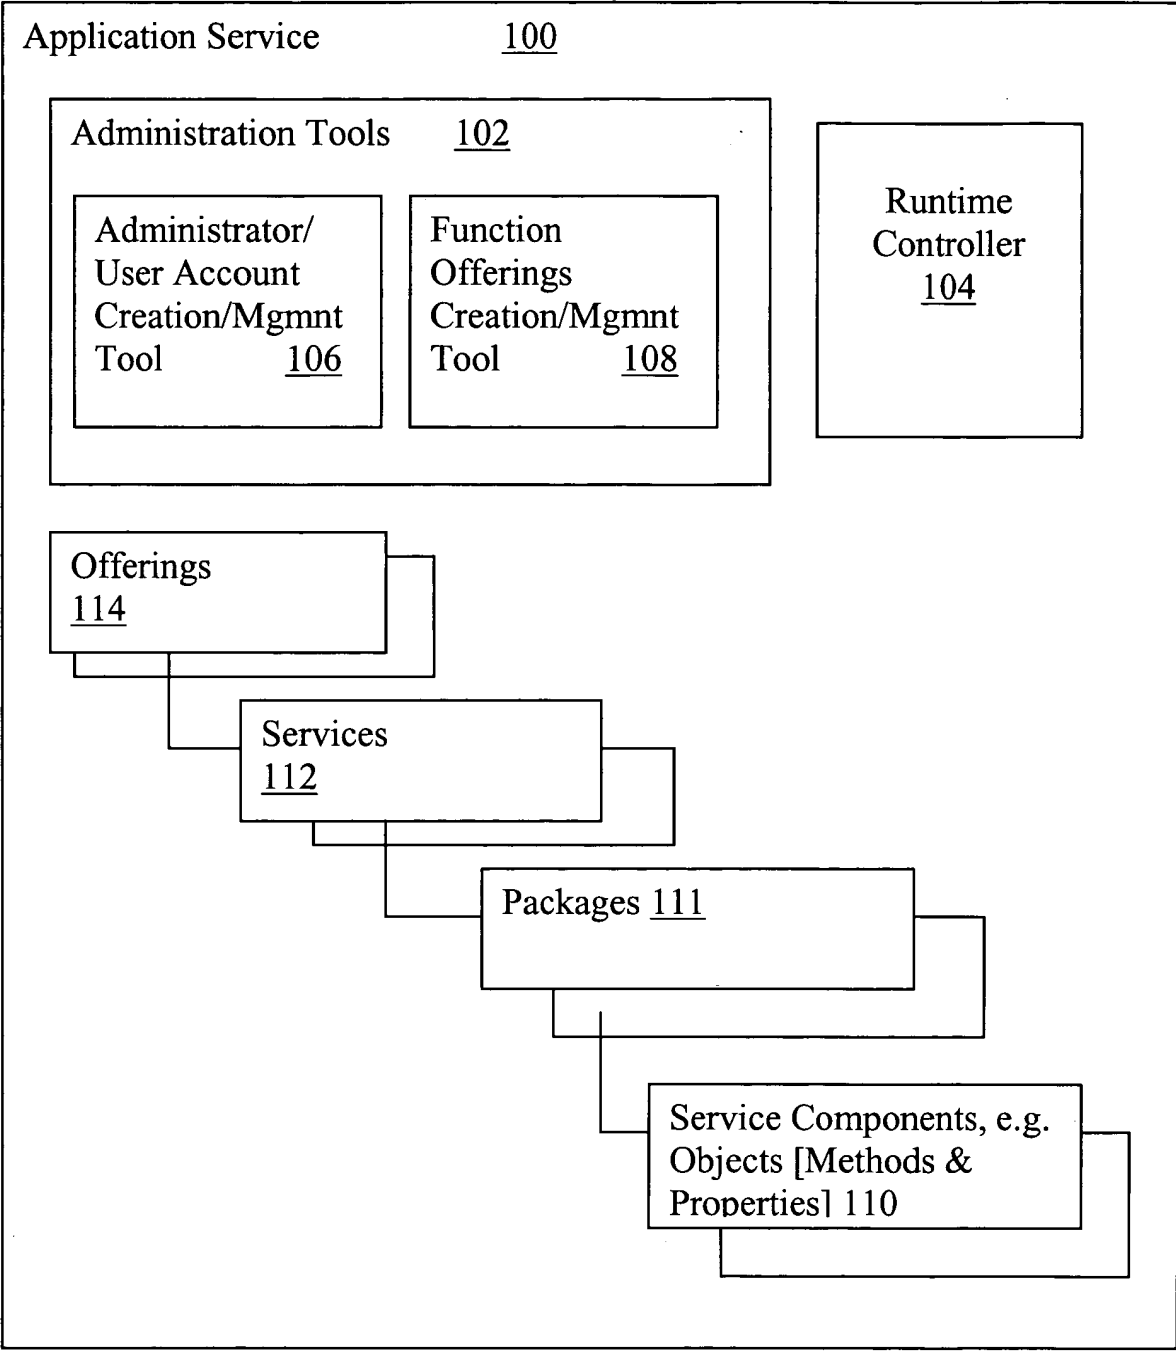 Application Service 100
Administration Tools 102
Administrator/
User Account
Creation/Mgmnt
Tool 106
Function
Offerings
Creation/Mgmnt
Tool 108
Runtime
Controller
104
Offerings
114
Services
112
Packages 111
Service Components, e.g.
Objects [Methods &
Properties] 110